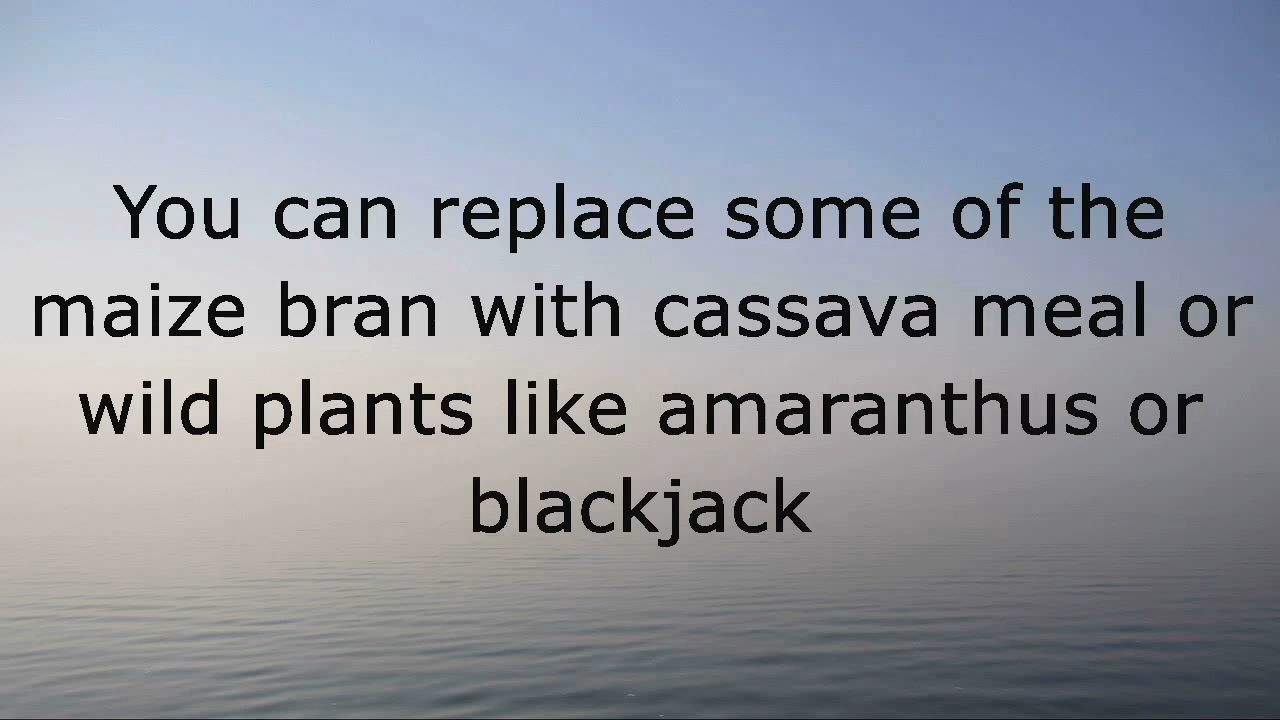 You can replace some of the
maize bran with cassava meal or
wild plants like amaranthus or
blackjack